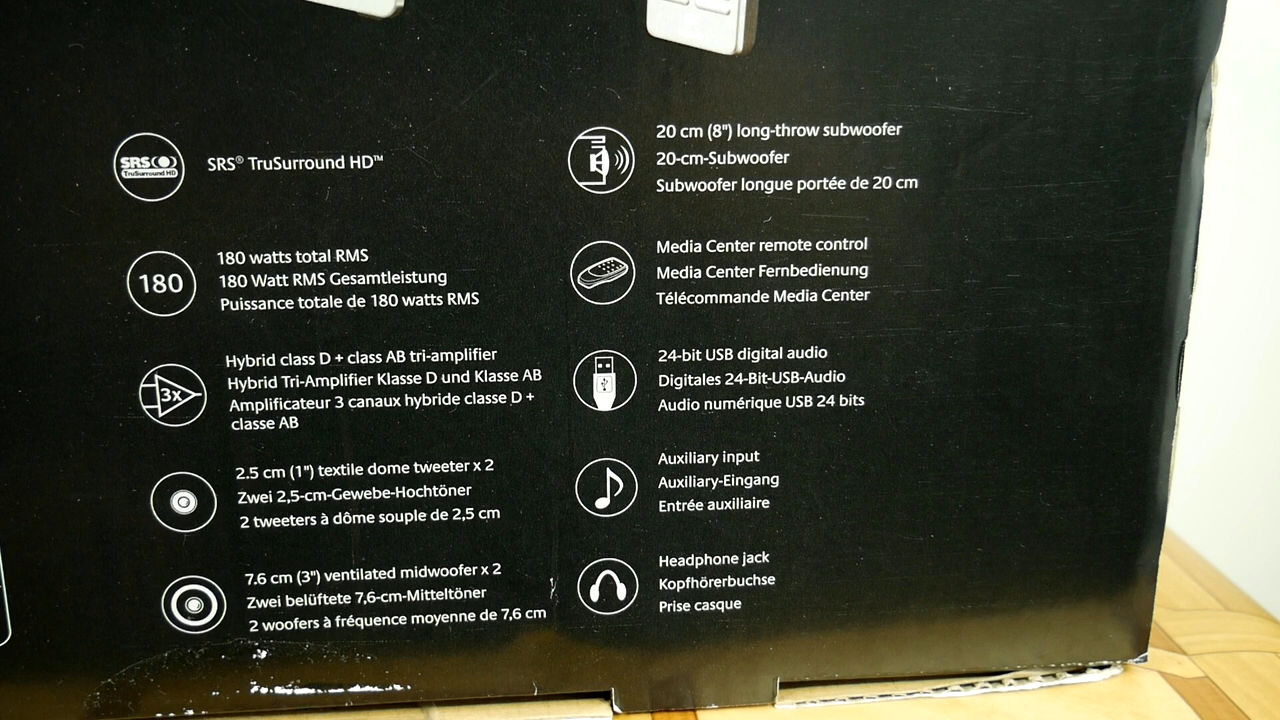 SRS
TruSurround HD
SRS® TruSurround HD™
180
180 watts total RMS
180 Watt RMS Gesamtleistung
Puissance totale de 180 watts RMS
3x
Hybrid class D + class AB tri-amplifier
Hybrid Tri-Amplifier Klasse D und Klasse AB
Amplificateur 3 canaux hybride classe D +
classe AB
2.5 cm (1") textile dome tweeter x 2
Zwei 2,5-cm-Gewebe-Hochtöner
2 tweeters à dôme souple de 2,5 cm
7.6 cm (3") ventilated midwoofer x 2
Zwei belüftete 7,6-cm-Mitteltöner
2 woofers à fréquence moyenne de 7,6 cm
20 cm (8") long-throw subwoofer
20-cm-Subwoofer
Subwoofer longue portée de 20 cm
Media Center remote control
Media Center Fernbedienung
Télécommande Media Center
24-bit USB digital audio
Digitales 24-Bit-USB-Audio
Audio numérique USB 24 bits
Auxiliary input
Auxiliary-Eingang
Entrée auxiliaire
Headphone jack
Kopfhörerbuchse
Prise casque